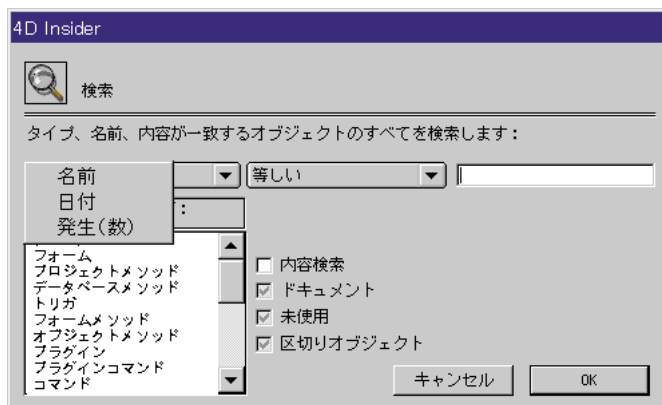 4D Insider
検索
タイプ、名前、内容が一致するオブジェクトのすべてを検索します：
名前
日付
発生(数)
等しい
:
フォーム
プロジェクトメソッド
データベースメソッド
トリガ
フォームメソッド
オブジェクトメソッド
プラグイン
プラグインコマンド
コマンド
内容検索
ドキュメント
未使用
区切りオブジェクト
キャンセル
OK